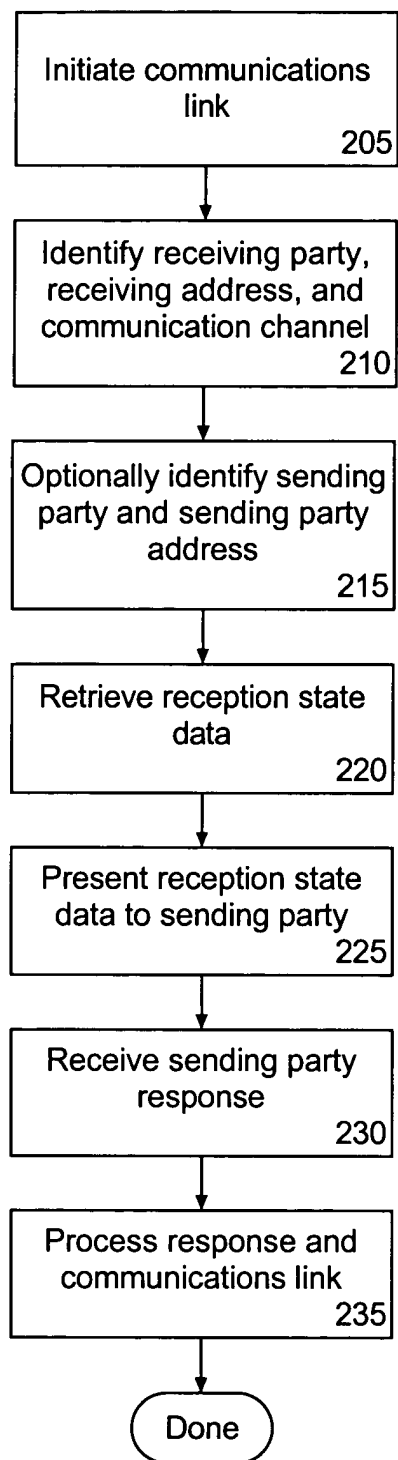 Initiate communications
link
205
Identify receiving party,
receiving address, and
communication channel
210
Optionally identify sending
party and sending party
address
215
Retrieve reception state
data
220
Present reception state
data to sending party
225
Receive sending party
response
230
Process response and
communications link
235
Done